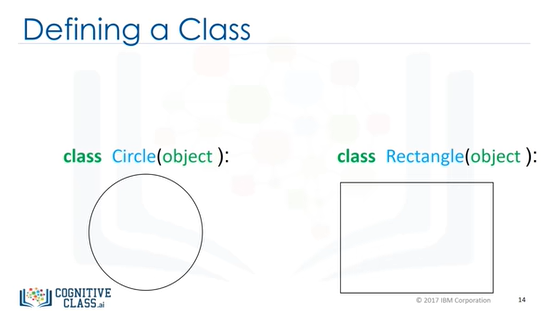 Defining a Class
class Circle(object ):
class Rectangle(object ):
COGNITIVE
CLASS.ai
© 2017 IBM Corporation
14